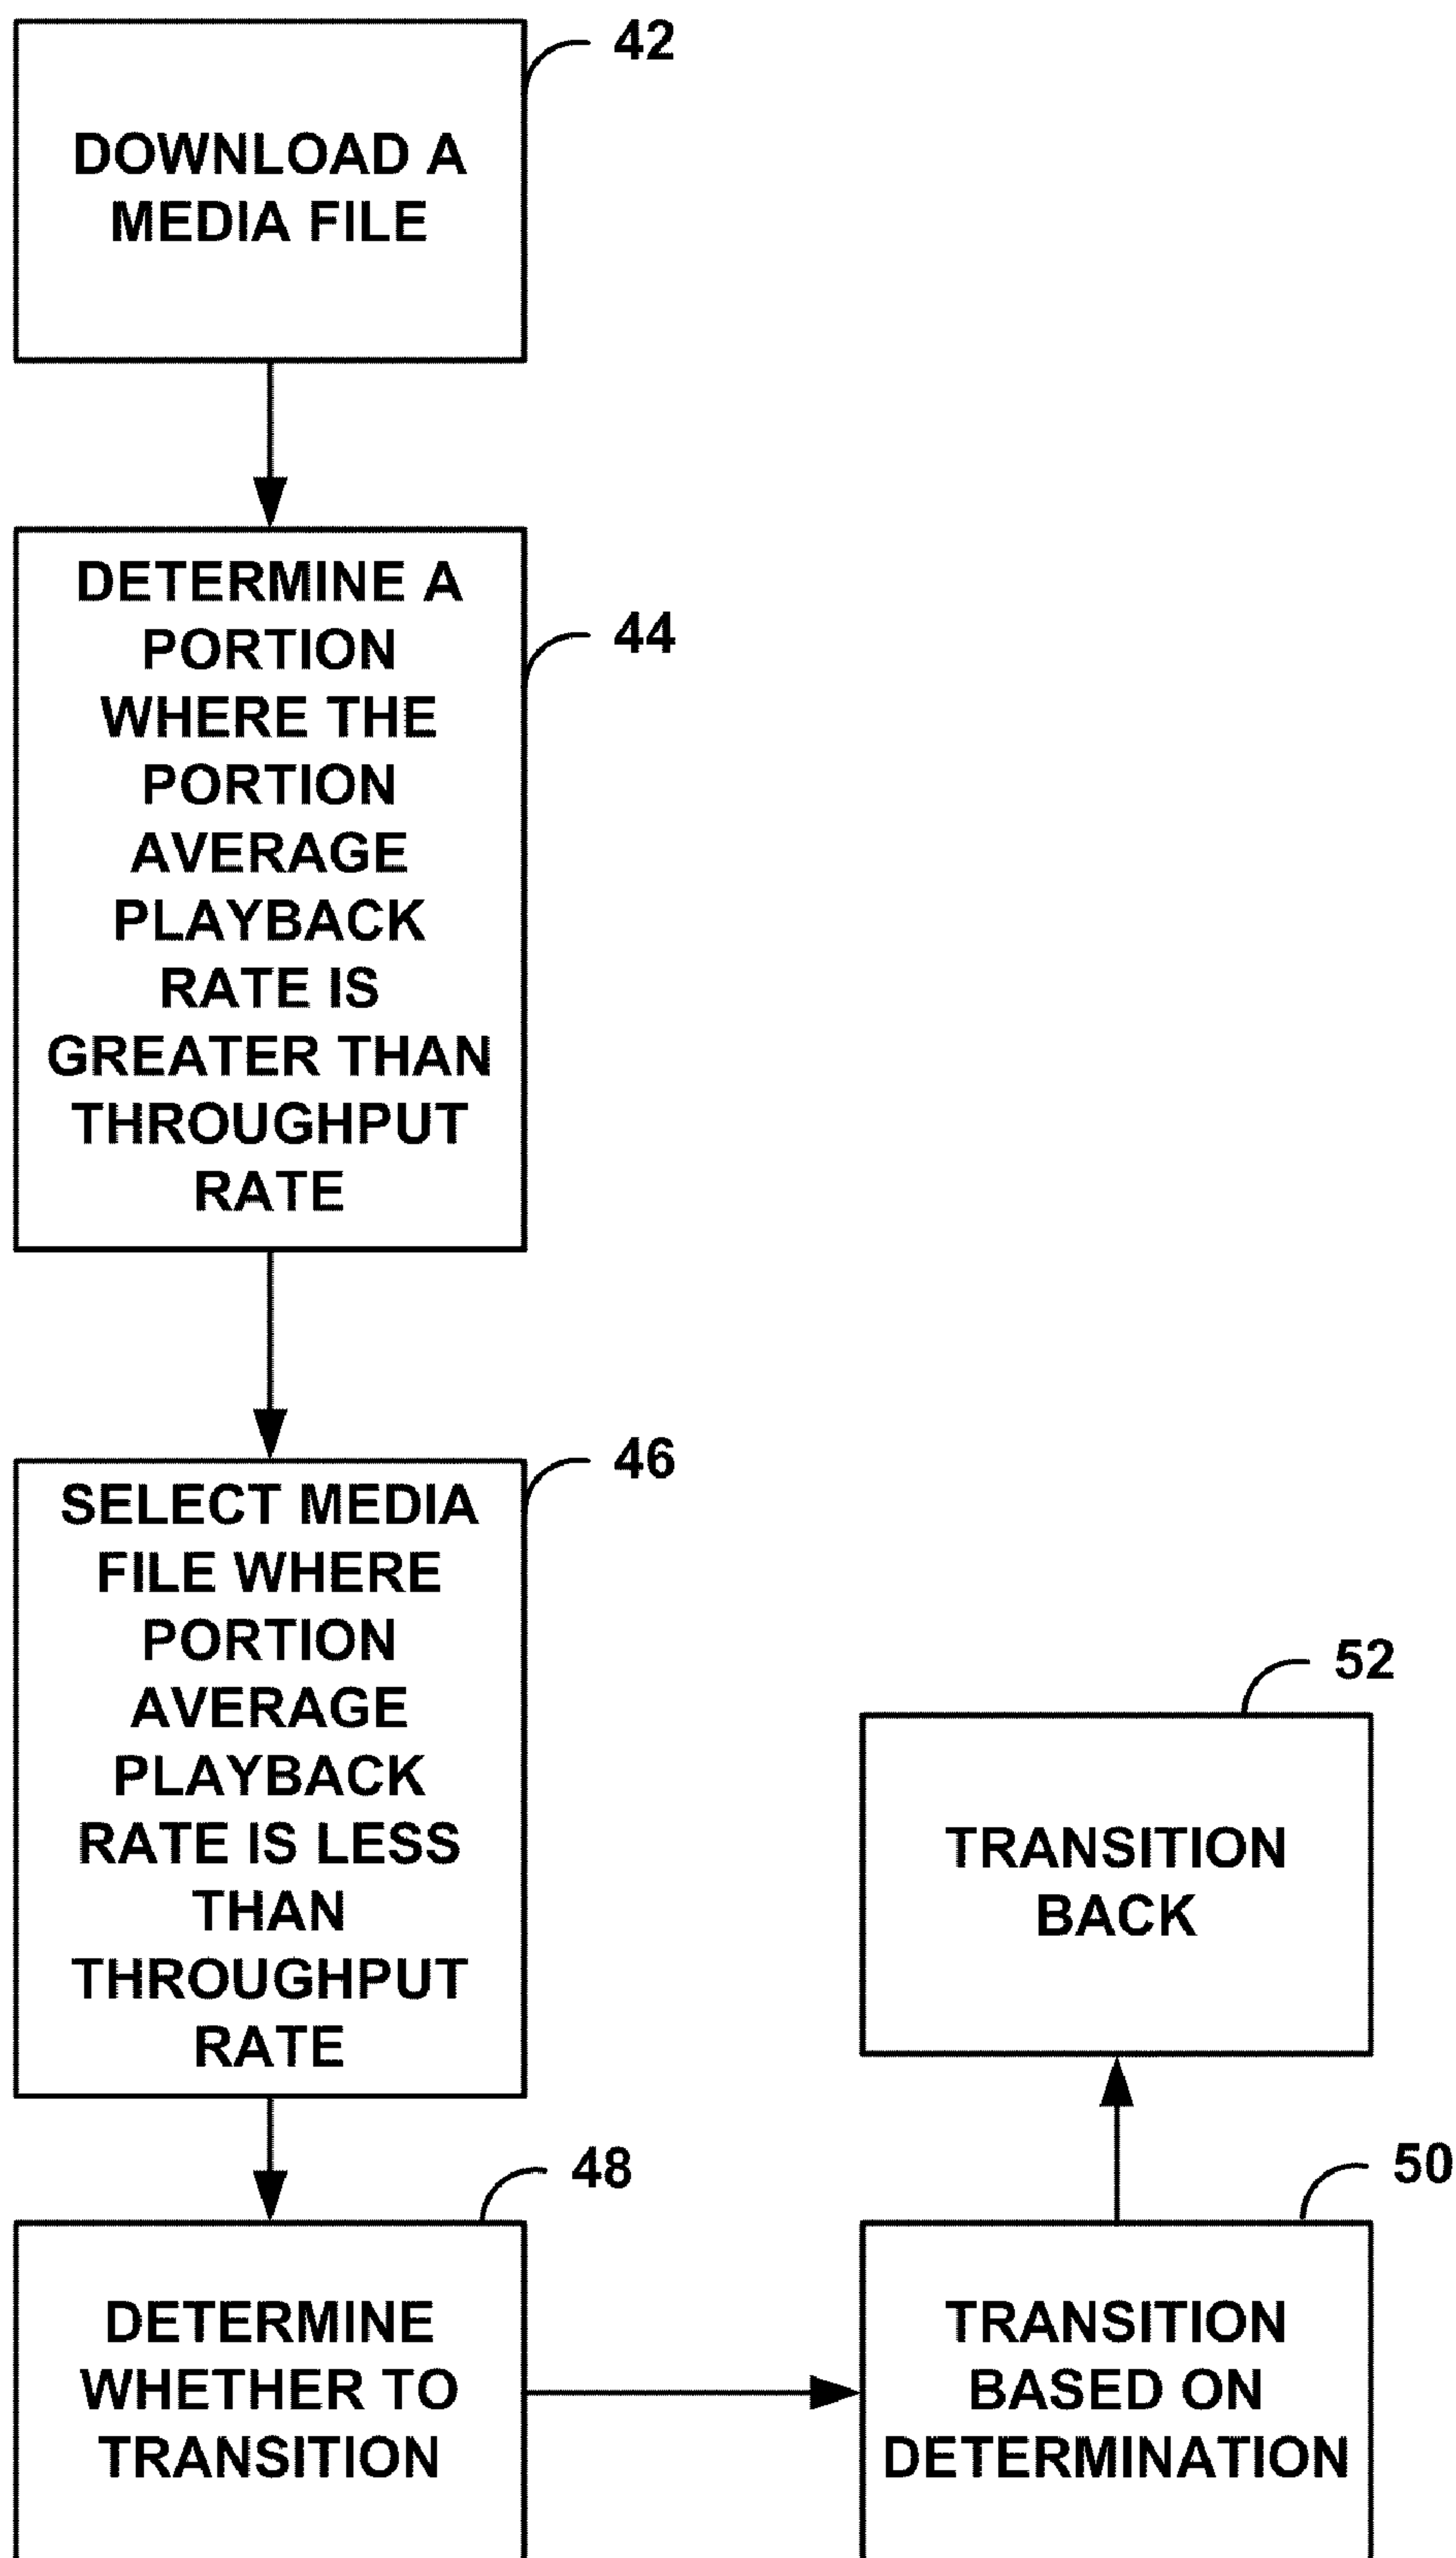 42
DOWNLOAD A
MEDIA FILE
44
DETERMINE A
PORTION
WHERE THE
PORTION
AVERAGE
PLAYBACK
RATE IS
GREATER THAN
THROUGHPUT
RATE
46
SELECT MEDIA
FILE WHERE
PORTION
AVERAGE
PLAYBACK
RATE IS LESS
THAN
THROUGHPUT
RATE
48
DETERMINE
WHETHER TO
TRANSITION
50
TRANSITION
BASED ON
DETERMINATION
52
TRANSITION
BACK